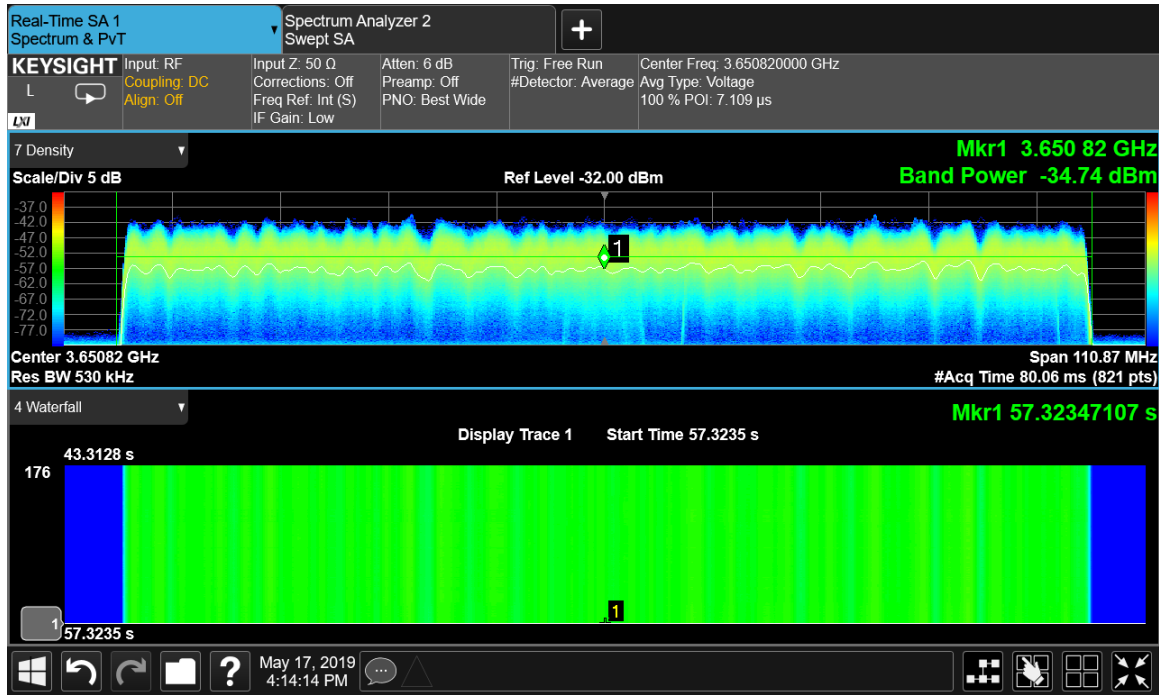 Real-Time SA 1
Spectrum & PvT
Spectrum Analyzer 2
Swept SA
KEYSIGHT
L
LXI
Input: RF
Coupling: DC
Align: Off
Input Z: 50 Ω
Corrections: Off
Freq Ref: Int (S)
IF Gain: Low
Atten: 6 dB
Preamp: Off
PNO: Best Wide
Trig: Free Run
#Detector: Average
Center Freq: 3.650820000 GHz
Avg Type: Voltage
100 % POI: 7.109 µs
7 Density
Mkr1 3.650 82 GHz
Scale/Div 5 dB
Ref Level -32.00 dBm
Band Power -34.74 dBm
-37.0
-42.0
-47.0
-52.0
-57.0
-62.0
-67.0
-72.0
-77.0
1
Center 3.65082 GHz
Span 110.87 MHz
Res BW 530 kHz
#Acq Time 80.06 ms (821 pts)
4 Waterfall
Mkr1 57.32347107 s
Display Trace 1
Start Time 57.3235 s
43.3128 s
176
1
1
57.3235 s
?
May 17, 2019
4:14:14 PM